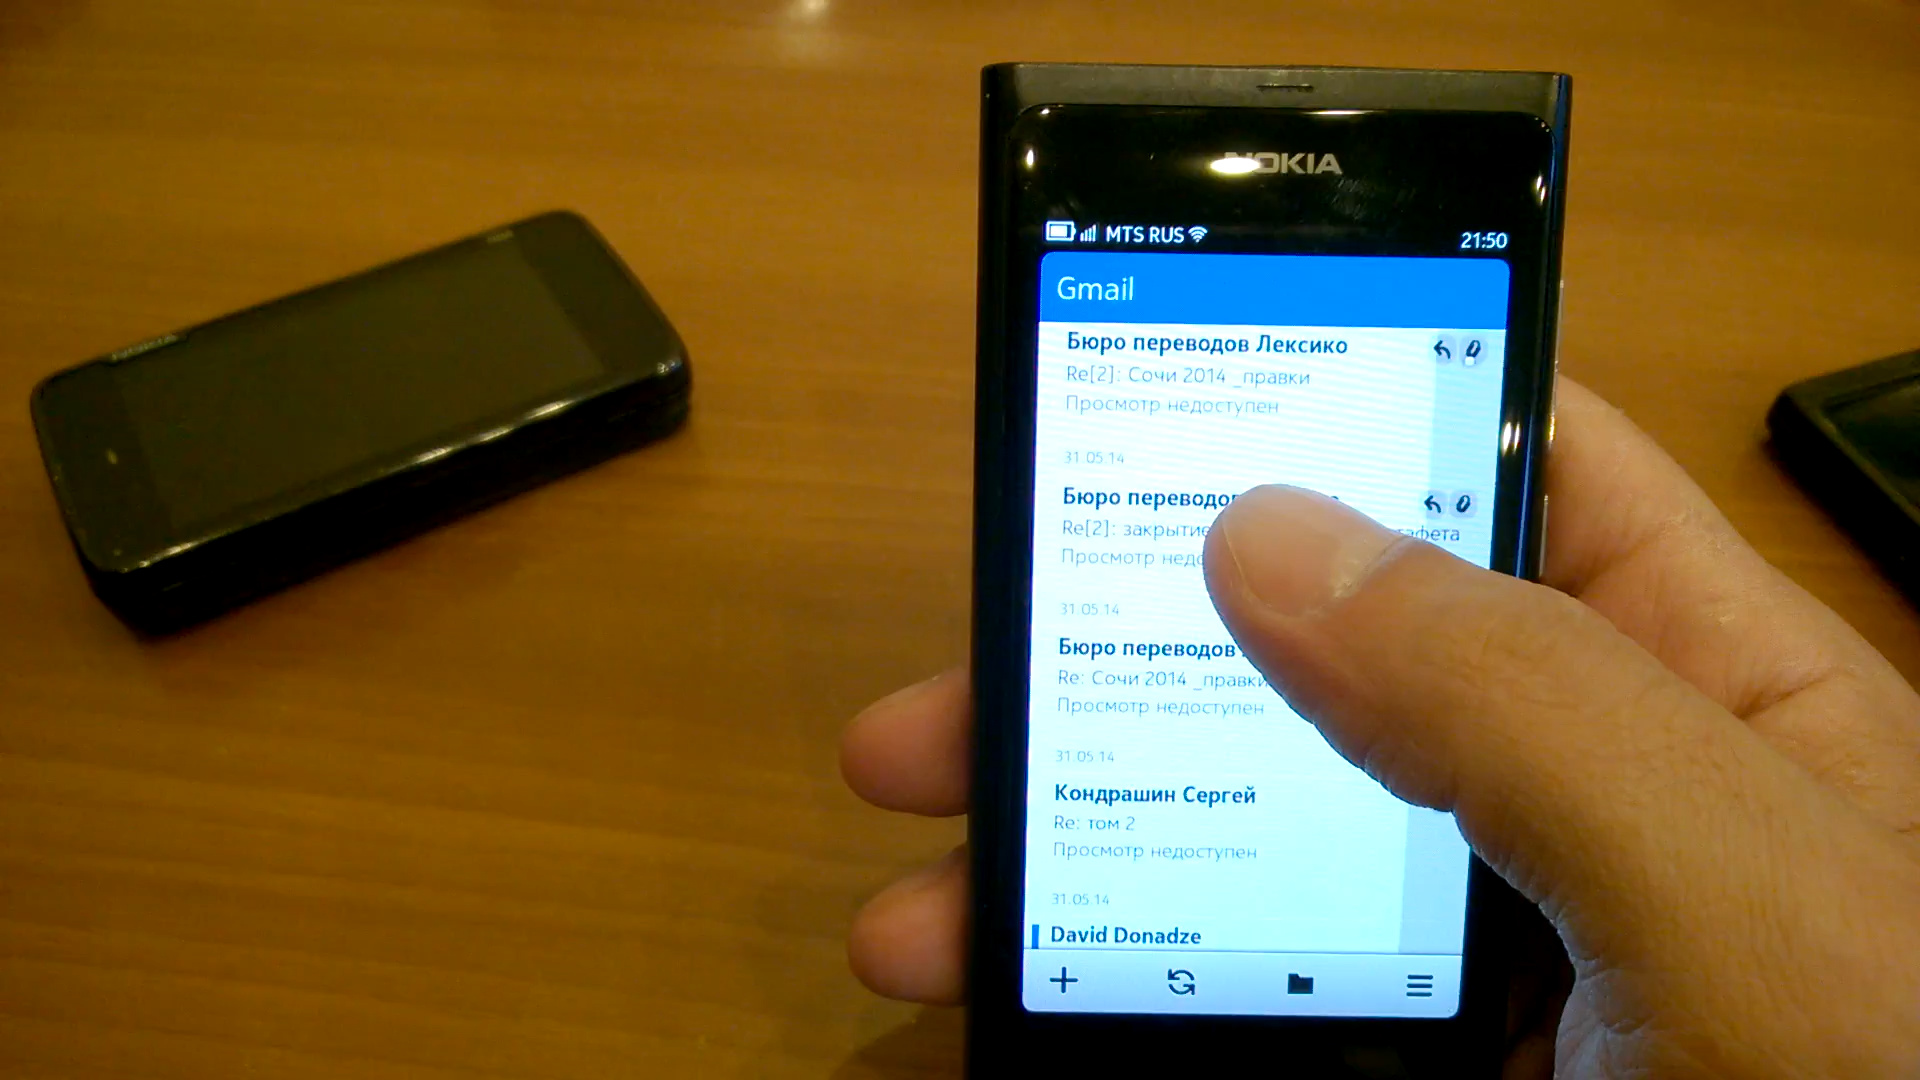 NOKIA
MTS RUS
21:50
Gmail
Бюро переводов Лексико
Re[2]: Сочи 2014 _правки
Просмотр недоступен
31.05.14
Бюро переводов
Re[2]: закрытие
Просмотр
31.05.14
Бюро переводов
Re: Сочи 2014 _правки
Просмотр недоступен
31.05.14
Кондрашин Сергей
Re: том 2
Просмотр недоступен
31.05.14
David Donadze
NOKIA